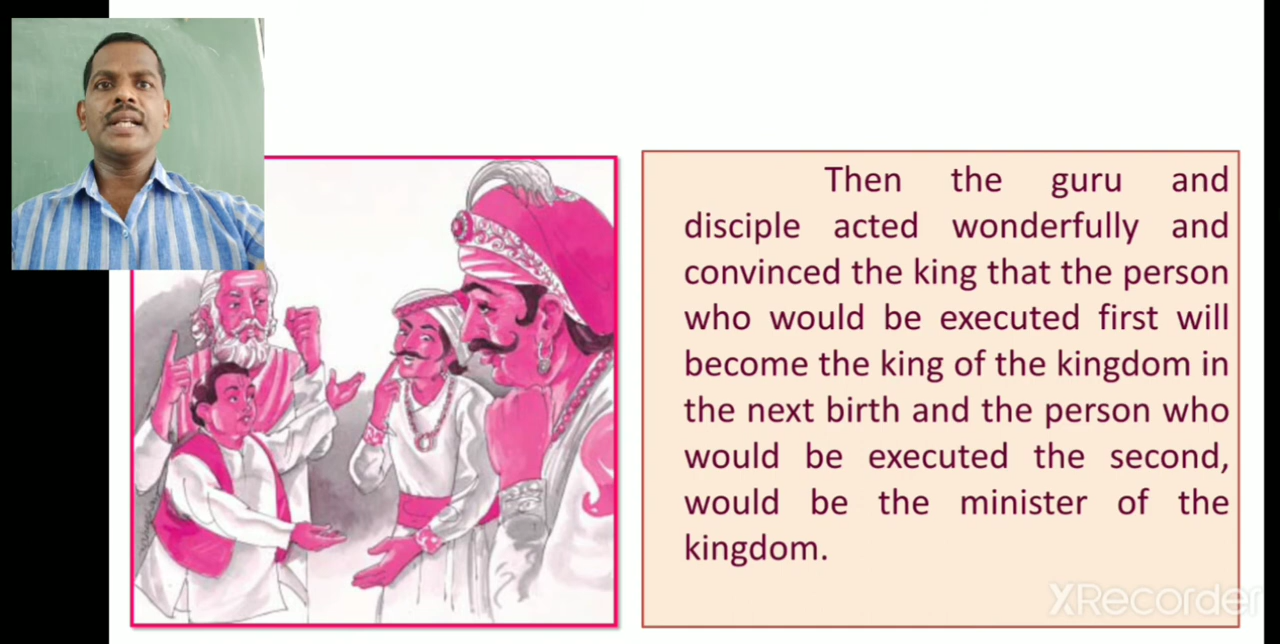 Then the guru and
disciple acted wonderfully and
convinced the king that the person
who would be executed first will
become the king of the kingdom in
the next birth and the person who
would be executed the second,
would be the minister of the
kingdom.
XRecorder